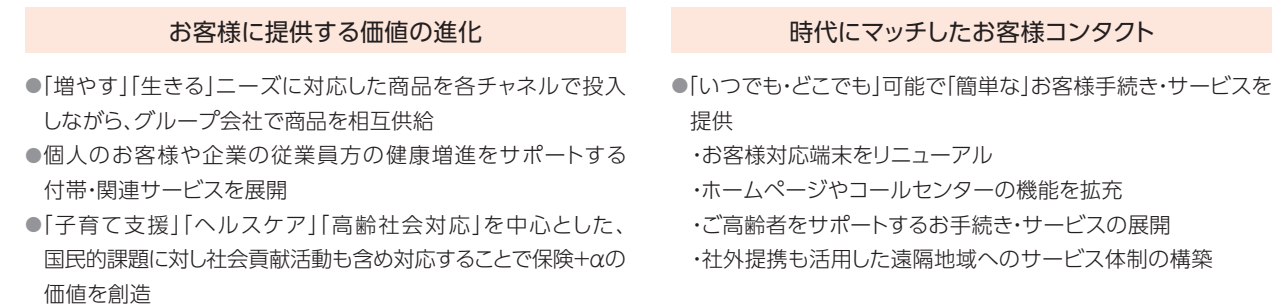 お客様に提供する価値の進化
●｢増やす｣｢生きる｣ニーズに対応した商品を各チャネルで投入
しながら、グループ会社で商品を相互供給
●個人のお客様や企業の従業員方の健康増進をサポートする
付帯・関連サービスを展開
●｢子育て支援｣｢ヘルスケア｣｢高齢社会対応｣を中心とした、
国民的課題に対し社会貢献活動も含め対応することで保険+αの
価値を創造
時代にマッチしたお客様コンタクト
●｢いつでも・どこでも｣可能で｢簡単な｣お客様手続き・サービスを
提供
・お客様対応端末をリニューアル
・ホームページやコールセンターの機能を拡充
・ご高齢者をサポートするお手続き・サービスの展開
・社外提携も活用した遠隔地域へのサービス体制の構築